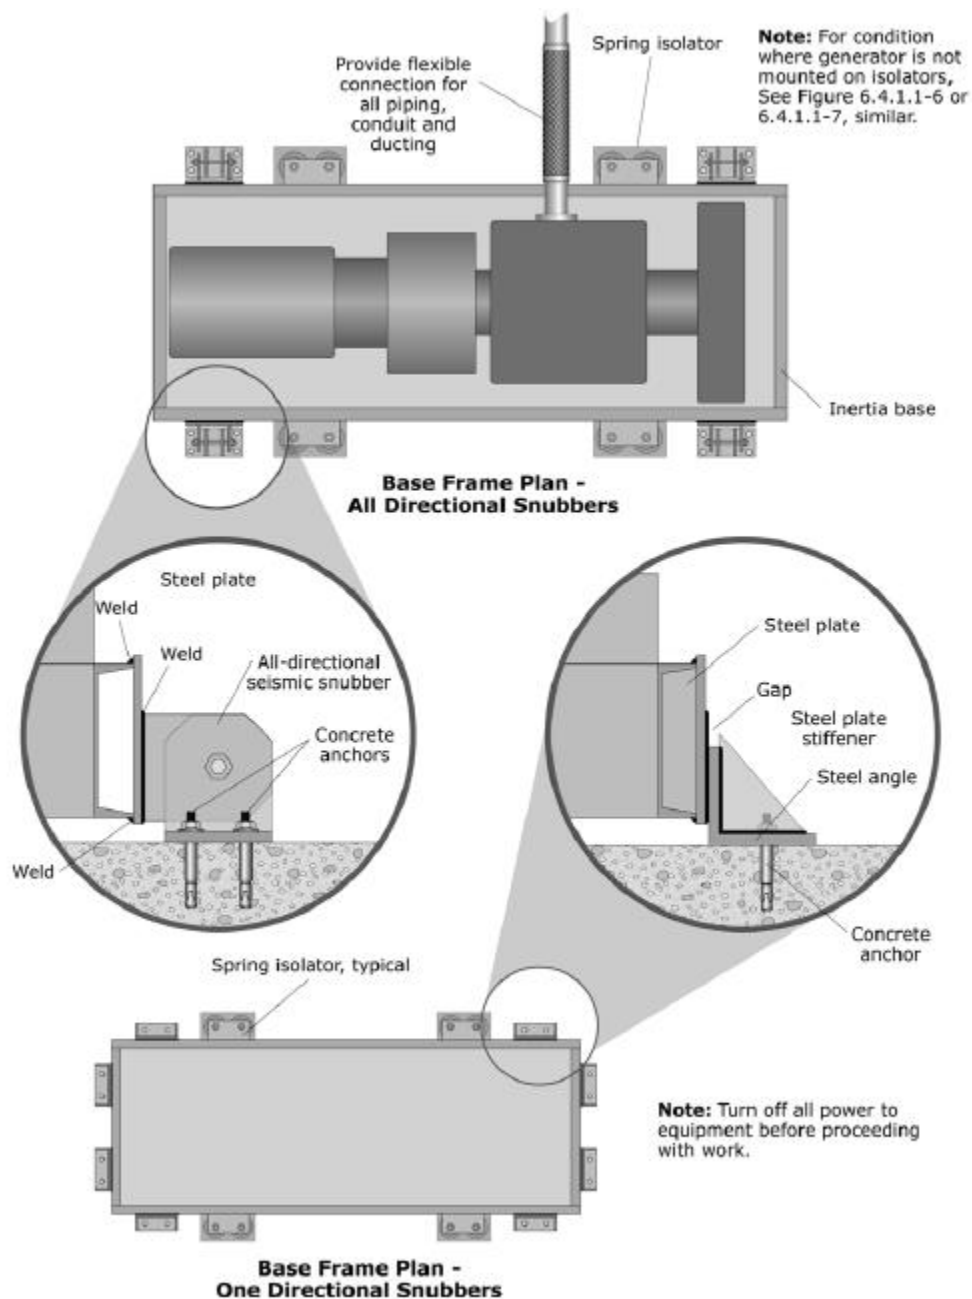 Spring isolator
Note: For condition
where generator is not
mounted on isolators,
See Figure 6.4.1.1-6 or
6.4.1.1-7, similar.
Provide flexible
connection for
all piping,
conduit and
ducting
Inertia base
Base Frame Plan -
All Directional Snubbers
Steel plate
Weld
Weld
All-directional
seismic snubber
Concrete
anchors
Weld
Steel plate
Gap
Steel plate
stiffener
Steel angle
Concrete
anchor
Spring isolator, typical
Note: Turn off all power to
equipment before proceeding
with work.
Base Frame Plan -
One Directional Snubbers